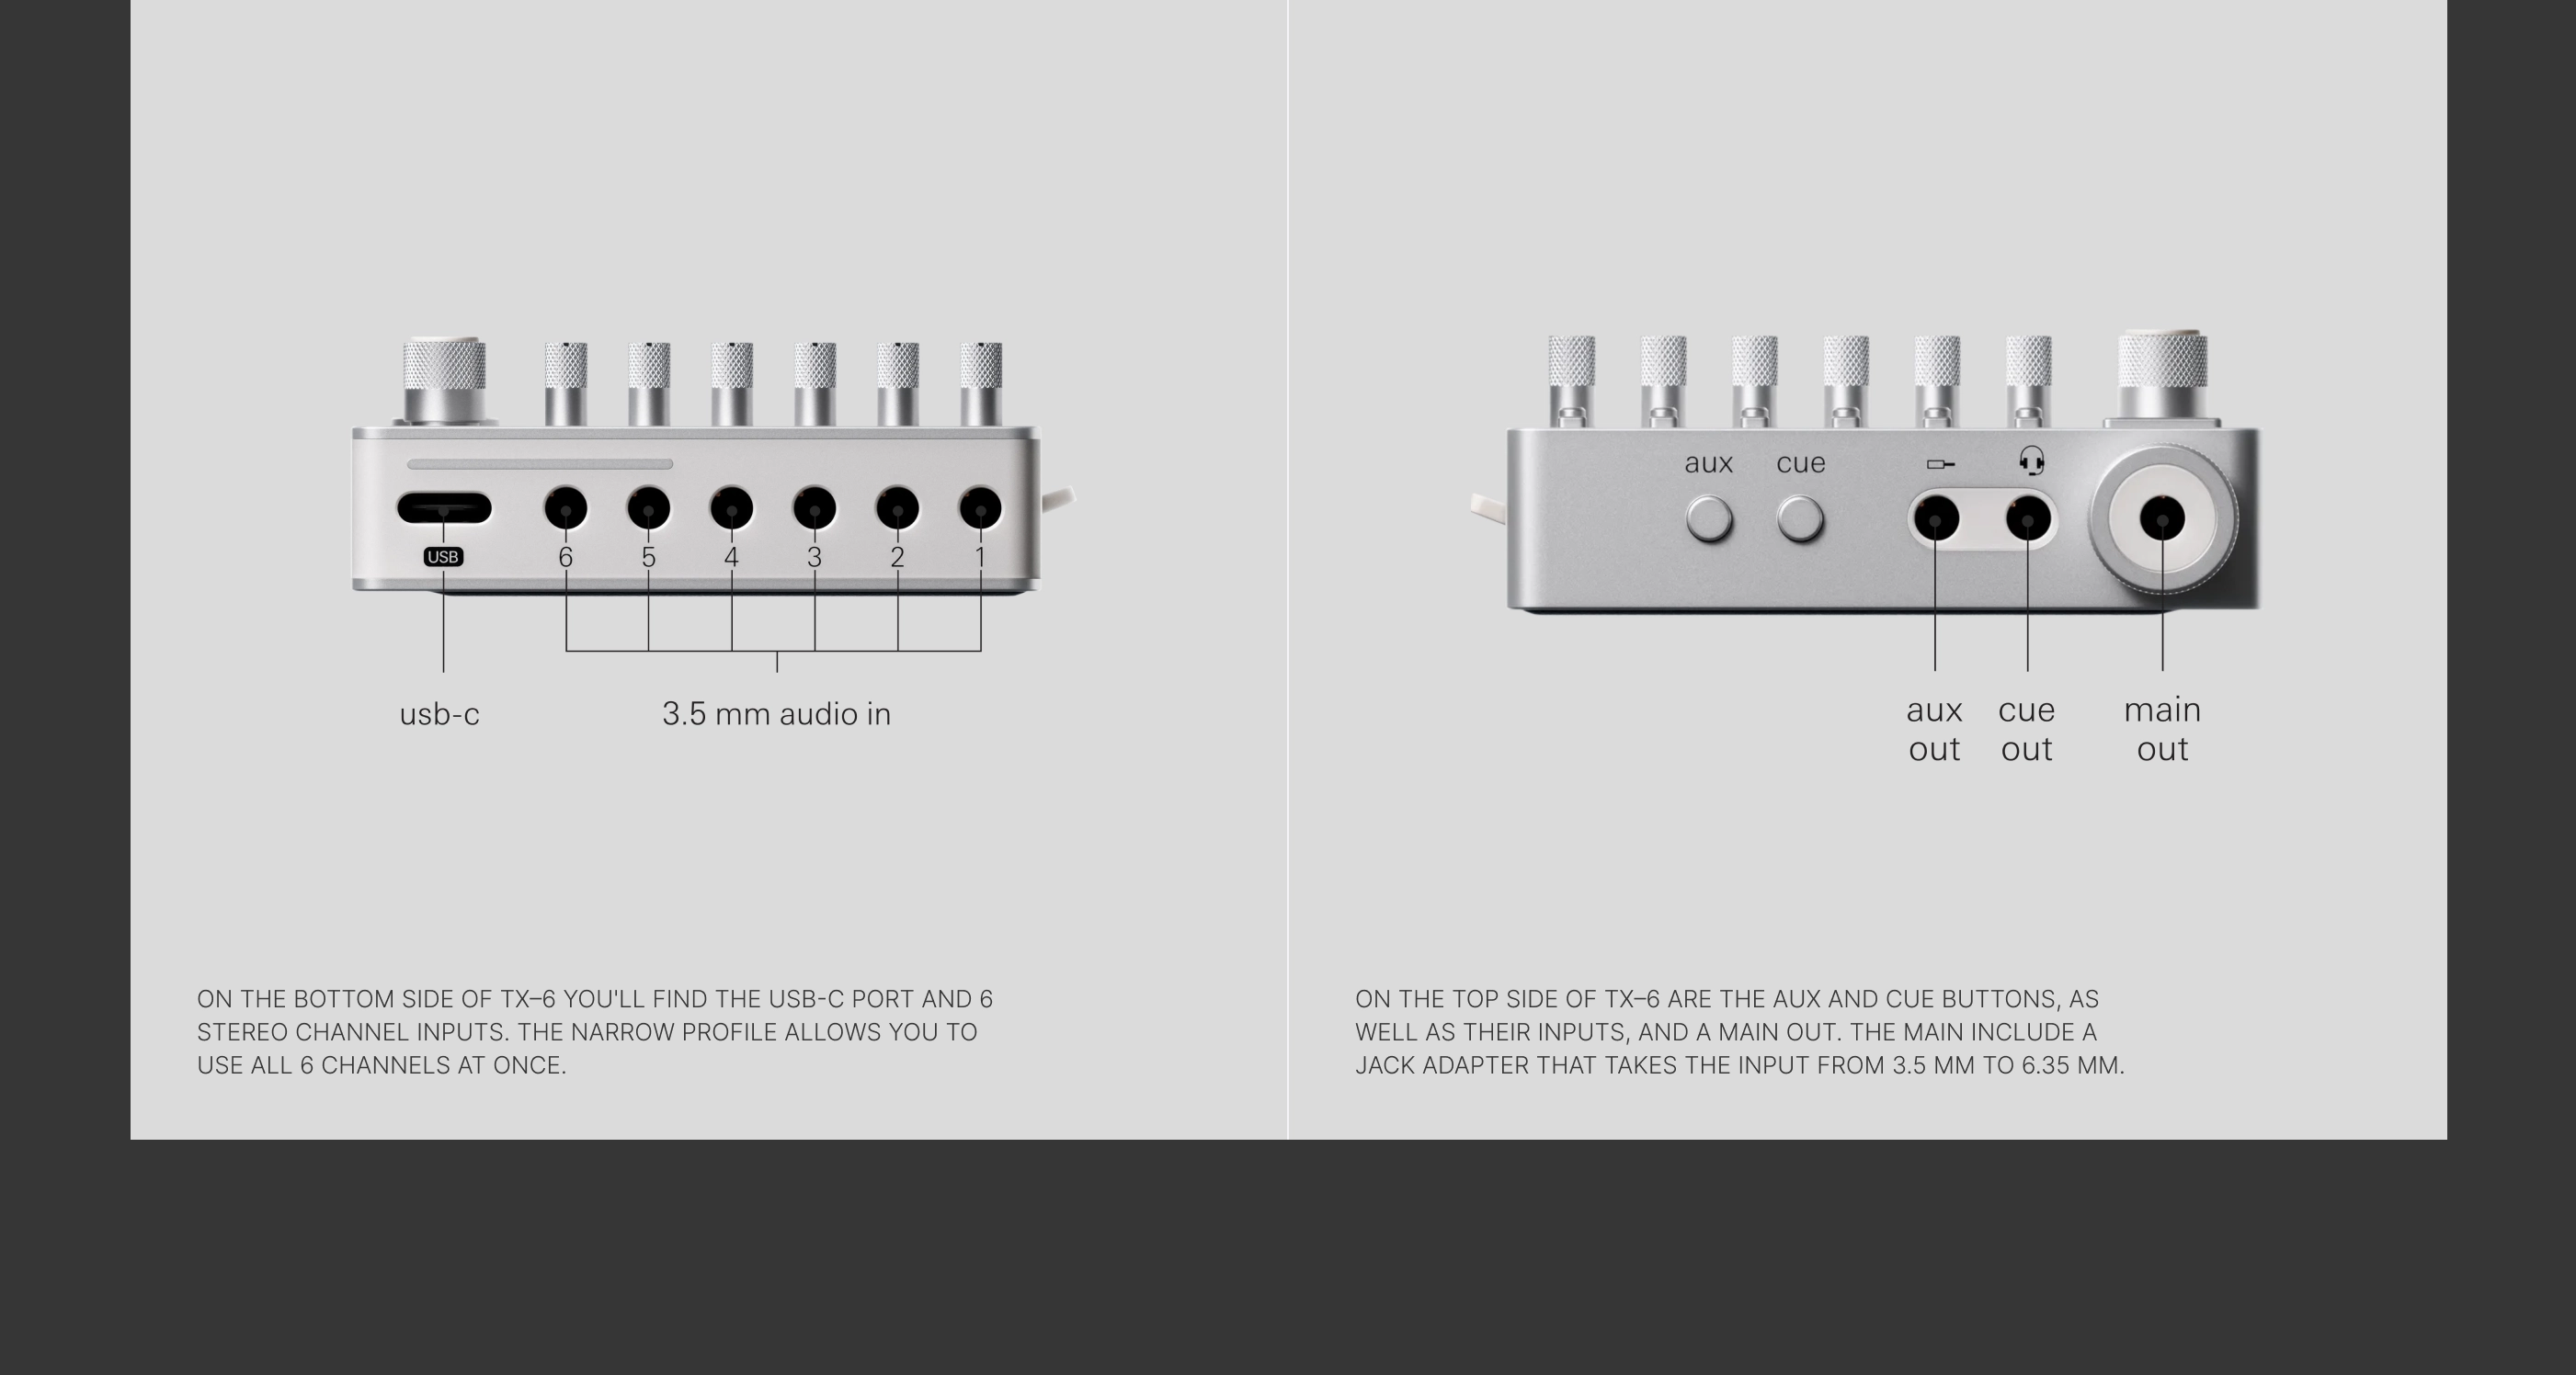 USB
6 5 4 3 2 1
usb-c
3.5 mm audio in
ON THE BOTTOM SIDE OF TX–6 YOU'LL FIND THE USB-C PORT AND 6
STEREO CHANNEL INPUTS. THE NARROW PROFILE ALLOWS YOU TO
USE ALL 6 CHANNELS AT ONCE.
aux cue
aux out
cue out
main out
ON THE TOP SIDE OF TX–6 ARE THE AUX AND CUE BUTTONS, AS
WELL AS THEIR INPUTS, AND A MAIN OUT. THE MAIN INCLUDE A
JACK ADAPTER THAT TAKES THE INPUT FROM 3.5 MM TO 6.35 MM.